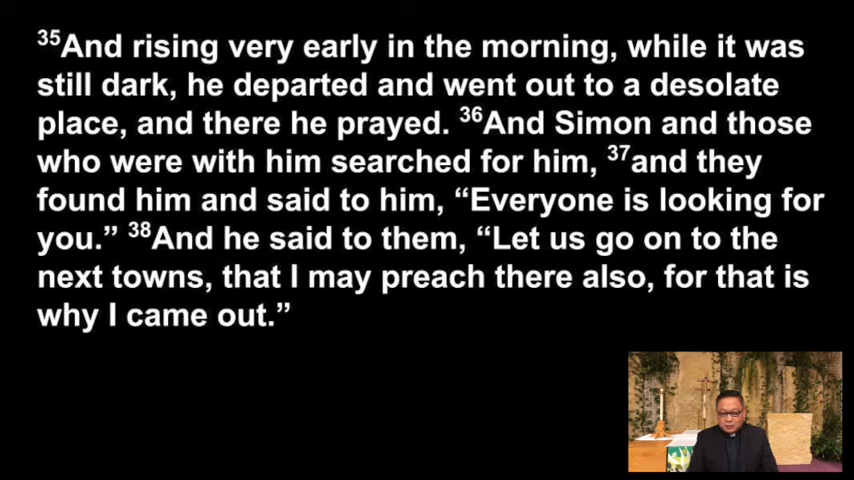 35And rising very early in the morning, while it was
still dark, he departed and went out to a desolate
place, and there he prayed. 36And Simon and those
who were with him searched for him, 37and they
found him and said to him, “Everyone is looking for
you.” 38And he said to them, “Let us go on to the
next towns, that I may preach there also, for that is
why I came out.”